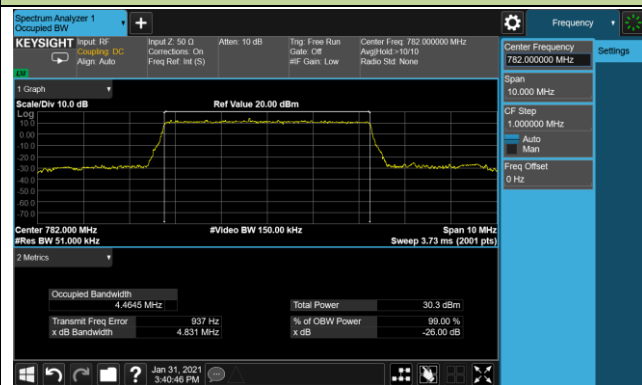 Spectrum Analyzer 1
Occupied BW
+
Frequency
KEYSIGHT
Input: RF
Coupling: DC
Align: Auto
Input Z: 50 Ω
Corrections: On
Freq Ref: Int (S)
Atten: 10 dB
Trig: Free Run
Gate: Off
#IF Gain: Low
Center Freq: 782.000000 MHz
Avg|Hold:>10/10
Radio Std: None
Center Frequency
782.000000 MHz
Settings
Span
10.000 MHz
CF Step
1.000000 MHz
Auto
Man
Freq Offset
0 Hz
1 Graph
Scale/Div 10.0 dB
Ref Value 20.00 dBm
Log
10.0
0.00
-10.0
-20.0
-30.0
-40.0
-50.0
-60.0
-70.0
Center 782.000 MHz
#Video BW 150.00 kHz
Span 10 MHz
#Res BW 51.000 kHz
Sweep 3.73 ms (2001 pts)
2 Metrics
Occupied Bandwidth
4.4645 MHz
Total Power 30.3 dBm
Transmit Freq Error 937 Hz
% of OBW Power 99.00 %
x dB Bandwidth 4.831 MHz
x dB -26.00 dB
?
Jan 31, 2021
3:40:46 PM